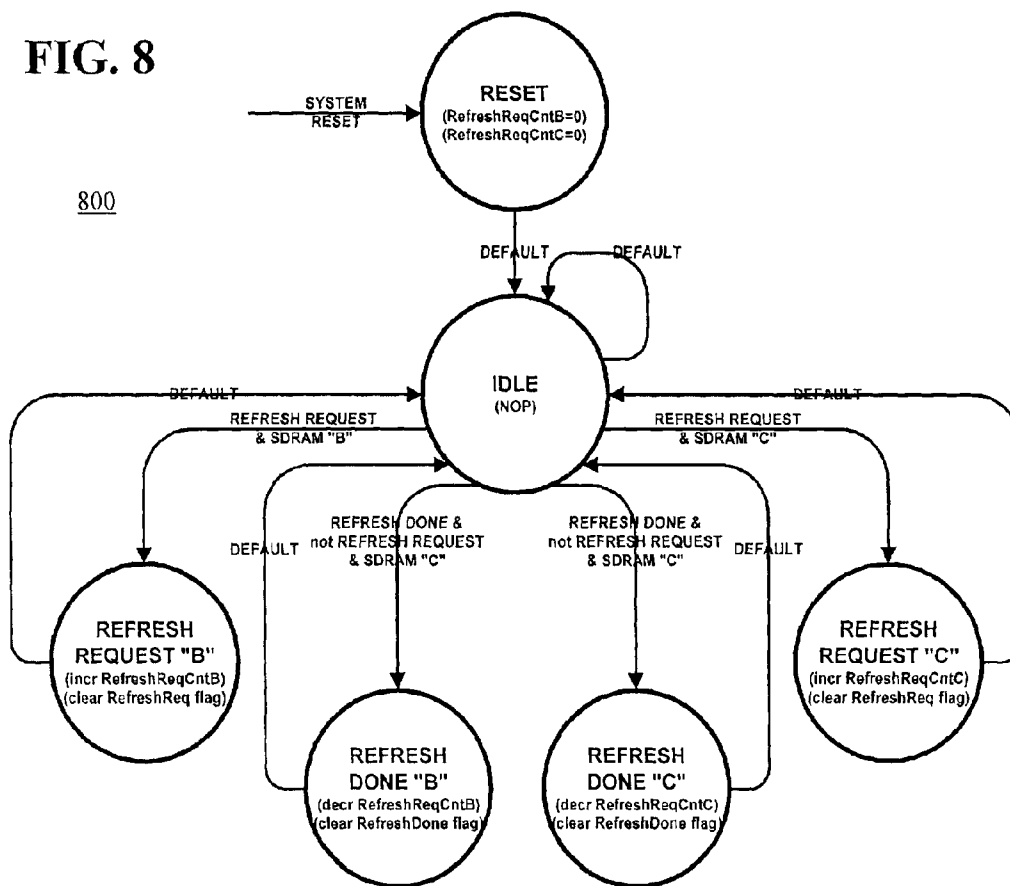 FIG. 8
SYSTEM
RESET
RESET
(RefreshReqCntB=0)
(RefreshReqCntC=0)
800
DEFAULT
DEFAULT
IDLE
(NOP)
DEFAULT
DEFAULT
REFRESH REQUEST
& SDRAM "B"
REFRESH REQUEST
& SDRAM "C"
REFRESH DONE &
not REFRESH REQUEST
& SDRAM "C"
REFRESH DONE &
not REFRESH REQUEST
& SDRAM "C"
DEFAULT
DEFAULT
REFRESH
REQUEST "B"
(incr RefreshReqCntB)
(clear RefreshReq flag)
REFRESH
REQUEST "C"
(incr RefreshReqCntC)
(clear RefreshReq flag)
REFRESH
DONE "B"
(decr RefreshReqCntB)
(clear RefreshDone flag)
REFRESH
DONE "C"
(decr RefreshReqCntC)
(clear RefreshDone flag)